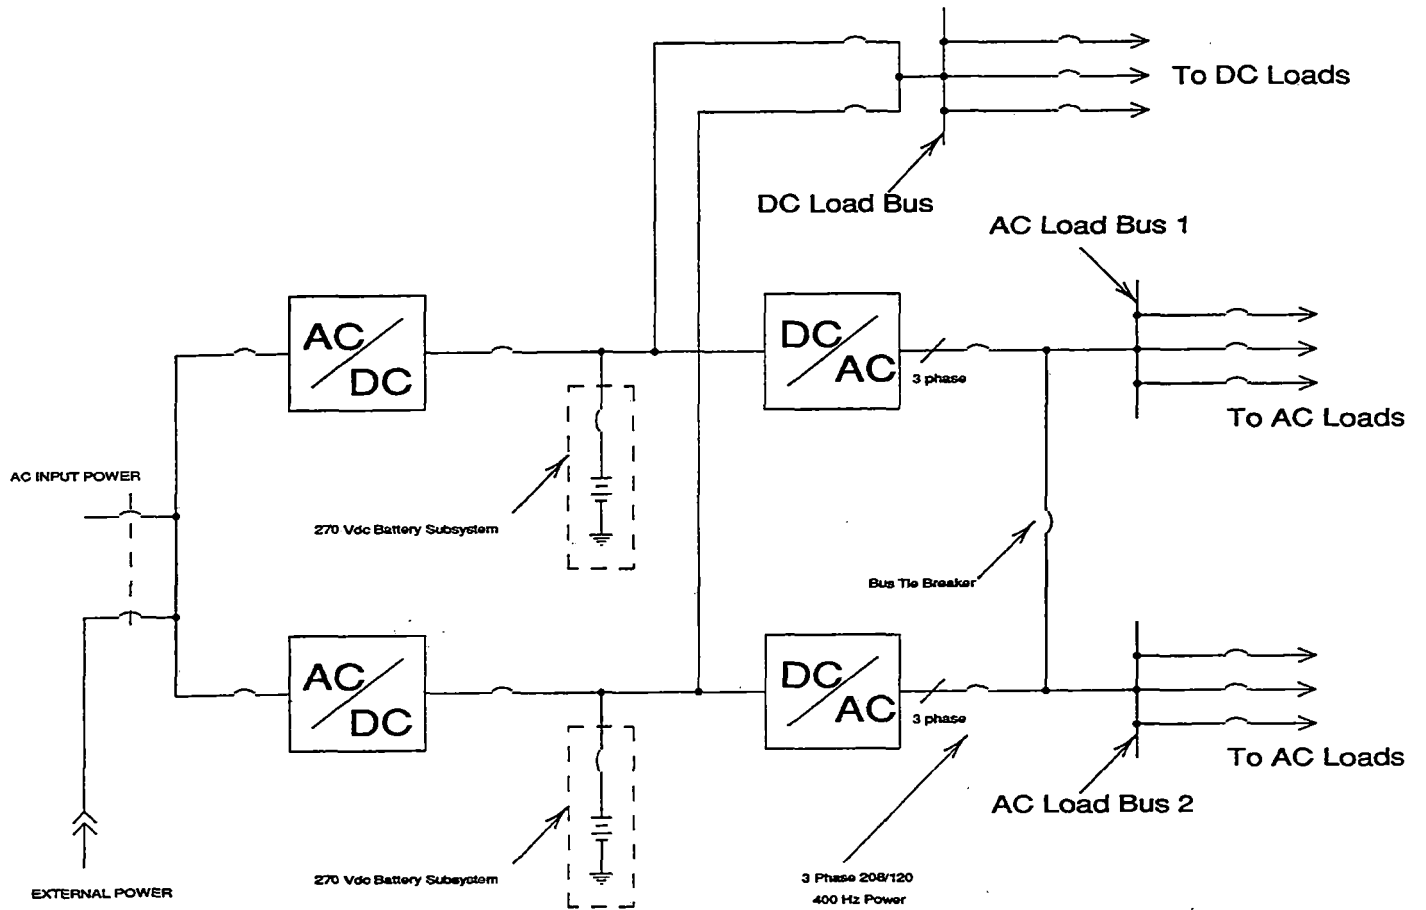 To DC Loads
DC Load Bus
AC Load Bus 1
AC
DC
DC
AC
3 phase
To AC Loads
AC INPUT POWER
270 Vdc Battery Subsystem
Bus Tie Breaker
AC
DC
DC
AC
3 phase
To AC Loads
AC Load Bus 2
270 Vdc Battery Subsystem
3 Phase 208/120
400 Hz Power
EXTERNAL POWER